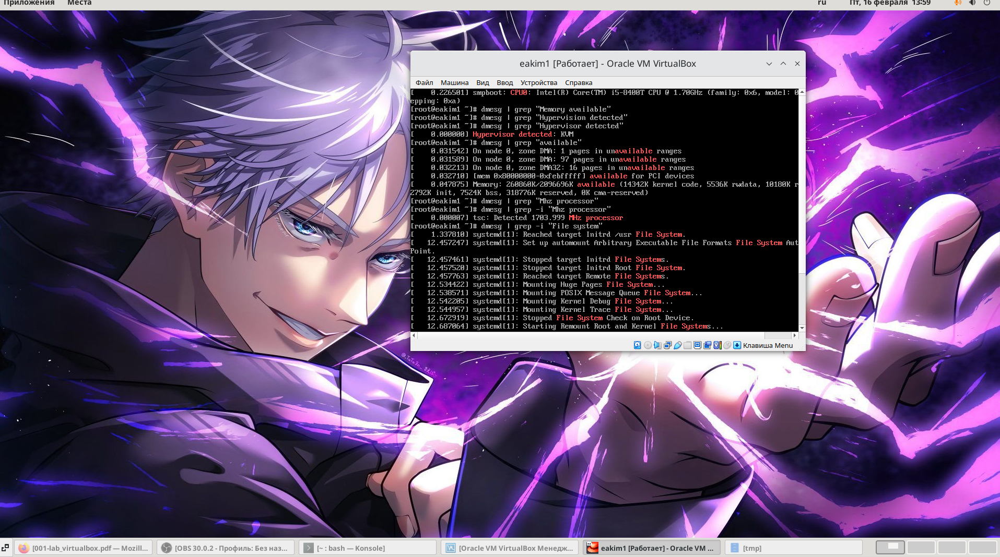 Приложения Места ru Пт, 16 февраля 13:59
eakim1 [Работает] - Oracle VM VirtualBox
Файл Машина Вид Ввод Устройства Справка
[    0.226501] smpboot: CPU0: Intel(R) Core(TM) i5-8400T CPU @ 1.70GHz (family: 0x6, model: 0
epping: 0xa)
[root@eakim1 ~]# dmesg | grep "Memory available"
[root@eakim1 ~]# dmesg | grep "Hypervision detected"
[root@eakim1 ~]# dmesg | grep "Hypervisor detected"
[    0.000000] Hypervisor detected: KVM
[root@eakim1 ~]# dmesg | grep "available"
[    0.031542] On node 0, zone DMA: 1 pages in unavailable ranges
[    0.031589] On node 0, zone DMA: 97 pages in unavailable ranges
[    0.032213] On node 0, zone DMA32: 16 pages in unavailable ranges
[    0.032710] [mem 0x80000000-0xfebfffff] available for PCI devices
[    0.047875] Memory: 260860K/2096696K available (14342K kernel code, 5536K rwdata, 10180K r
2792K init, 7524K bss, 318776K reserved, 0K cma-reserved)
[root@eakim1 ~]# dmesg | grep "Mhz processor"
[root@eakim1 ~]# dmesg | grep -i "Mhz processor"
[    0.000007] tsc: Detected 1703.999 MHz processor
[root@eakim1 ~]# dmesg | grep -i "File system"
[    1.337810] systemd[1]: Reached target Initrd /usr File System.
[   12.457247] systemd[1]: Set up automount Arbitrary Executable File Formats File System Aut
Point.
[   12.457461] systemd[1]: Stopped target Initrd File Systems.
[   12.457520] systemd[1]: Stopped target Initrd Root File System.
[   12.457763] systemd[1]: Reached target Remote File Systems.
[   12.534422] systemd[1]: Mounting Huge Pages File System...
[   12.538571] systemd[1]: Mounting POSIX Message Queue File System...
[   12.542205] systemd[1]: Mounting Kernel Debug File System...
[   12.544957] systemd[1]: Mounting Kernel Trace File System...
[   12.672919] systemd[1]: Stopped File System Check on Root Device.
[   12.687064] systemd[1]: Starting Remount Root and Kernel File Systems...
Клавиша Menu
[001-lab_virtualbox.pdf — Mozill... [OBS 30.0.2 - Профиль: Без наз... [~ : bash — Konsole] [Oracle VM VirtualBox Менедж... eakim1 [Работает] - Oracle VM ... [tmp]